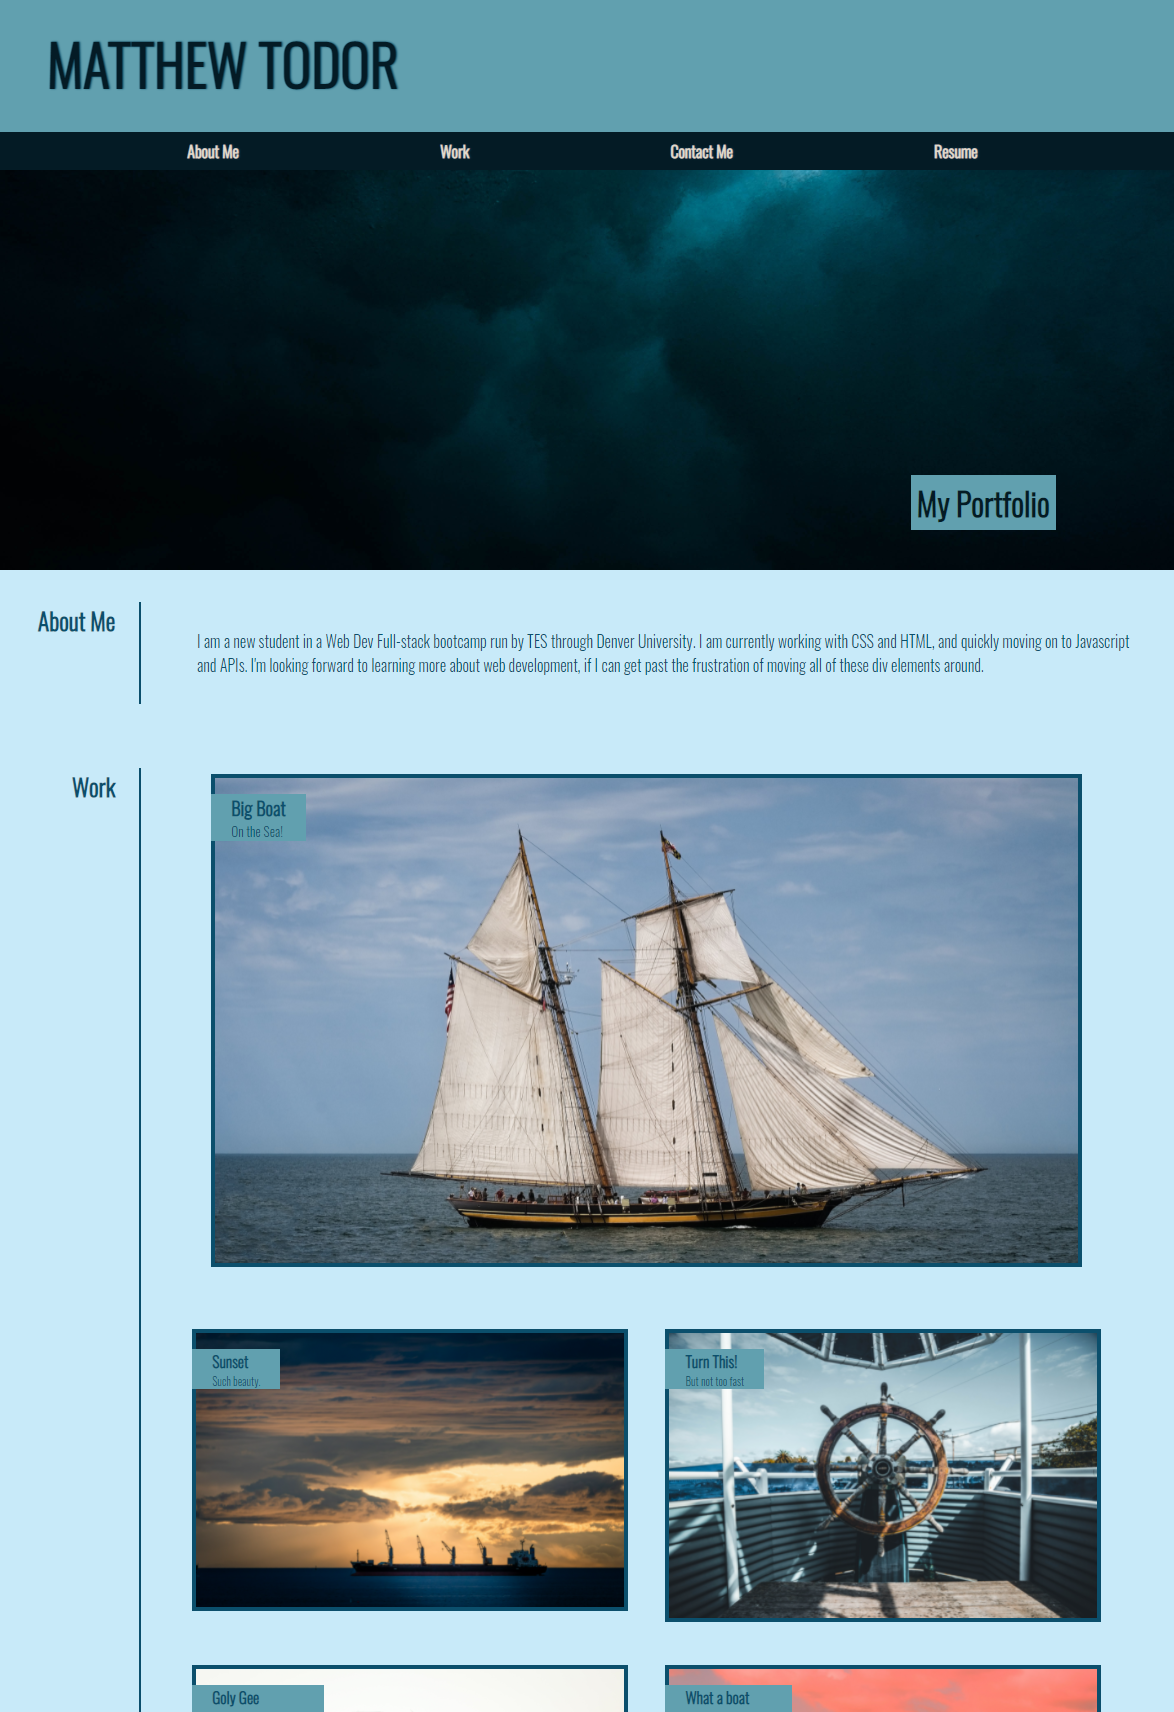 MATTHEW TODOR
About Me
Work
Contact Me
Resume
My Portfolio
About Me
I am a new student in a Web Dev Full-stack bootcamp run by TES through Denver University. I am currently working with CSS and HTML, and quickly moving on to Javascript
and APIs. I'm looking forward to learning more about web development, if I can get past the frustration of moving all of these div elements around.
Work
Big Boat
On the Sea!
Sunset
Such beauty.
Turn This!
But not too fast
Goly Gee
What a boat